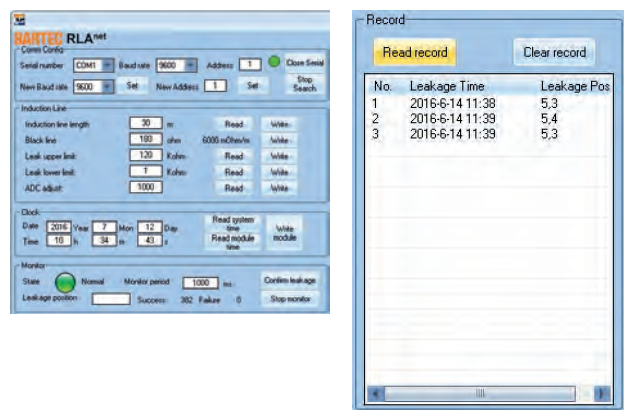 BARTEC RLAnet
Comm Config
Serial number COM1 Baud rate 9600 Address 1 Close Serial
New Baud rate 9600 Set New Address 1 Set Stop Search
Induction Line
Induction line length 30 m Read Write
Black line 180 ohm 6000 mOhm/m Write
Leak upper limit: 120 Kohm Read Write
Leak lower limit: 1 Kohm Read Write
ADC adjust: 1000 Read Write
Clock
Date 2016 Year 7 Mon 12 Day Read system time Write module
Time 10 h 34 m 43 s Read module time
Monitor
State Normal Monitor period 1000 ms Confirm leakage
Leakage position Success: 382 Failure 0 Stop monitor
Record
Read record Clear record
No. Leakage Time Leakage Pos
1 2016-6-14 11:38 5,3
2 2016-6-14 11:39 5,4
3 2016-6-14 11:39 5,3